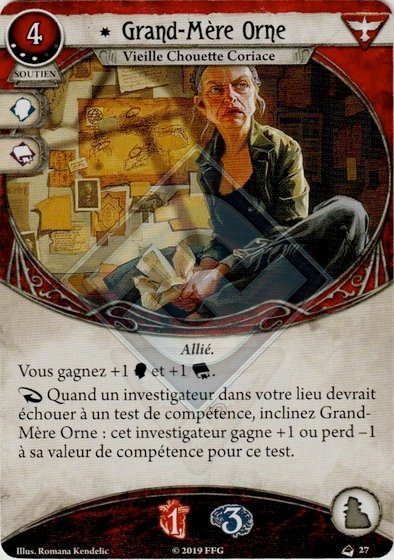 4
Grand-Mère Orne
SOUTIEN
Vieille Chouette Coriace
Allié.
Vous gagnez +1 et +1 .
Quand un investigateur dans votre lieu devrait
échouer à un test de compétence, inclinez Grand-
Mère Orne : cet investigateur gagne +1 ou perd –1
à sa valeur de compétence pour ce test.
1
3
Illus. Romana Kendelic
© 2019 FFG
27